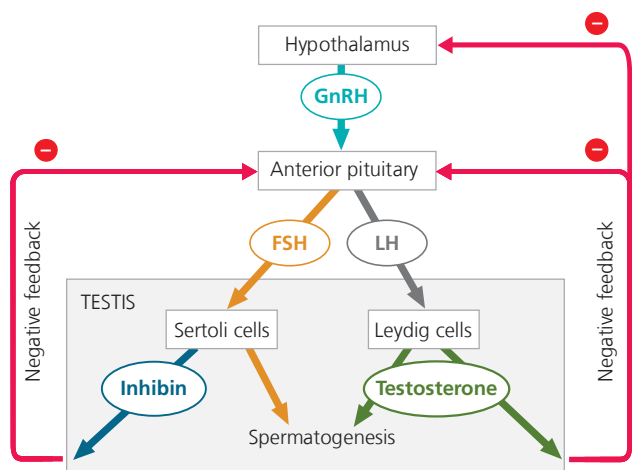 −
Hypothalamus
GnRH
− −
Anterior pituitary
FSH LH
Negative feedback
Negative feedback
TESTIS
Sertoli cells Leydig cells
Inhibin Testosterone
Spermatogenesis